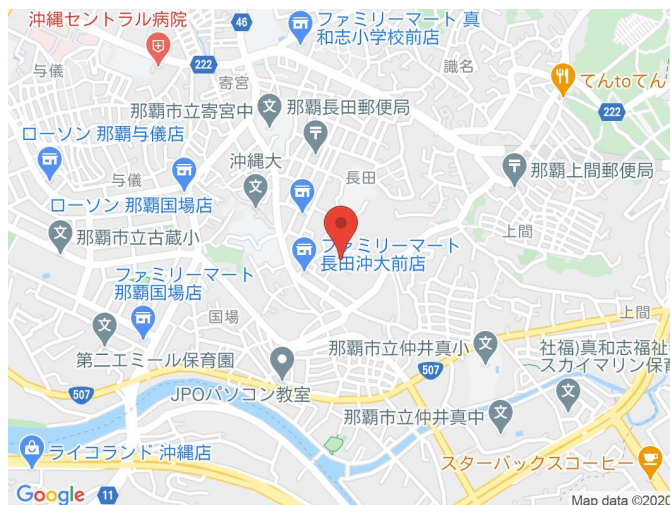 沖縄セントラル病院
46
ファミリーマート 真
和志小学校前店
与儀
222
寄宮
識名
てんtoてん
222
那覇市立寄宮中
那覇長田郵便局
ローソン 那覇与儀店
沖縄大
長田
那覇上間郵便局
与儀
ローソン 那覇国場店
那覇市立古蔵小
上間
ファミリーマート
長田沖大前店
ファミリーマート
那覇国場店
国場
上間
第二エミール保育園
那覇市立仲井真小
社福)真和志福祉
スカイマリン保育
507
507
JPOパソコン教室
那覇市立仲井真中
ライコランド 沖縄店
スターバックスコーヒー
Google
11
Map data ©2020